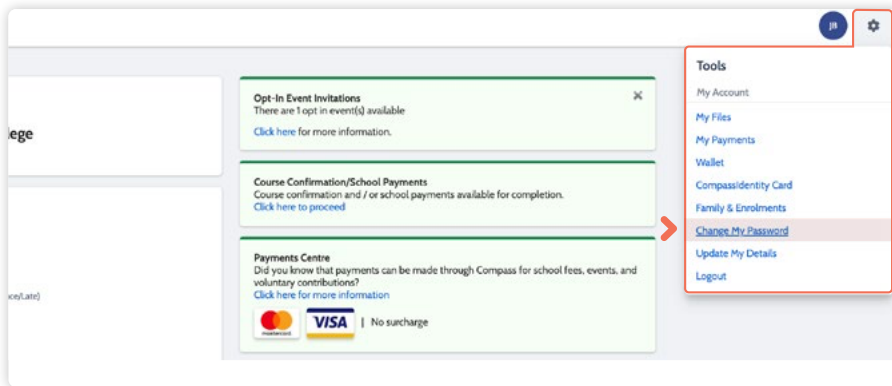 JB
lege
ice/Late)
Opt-In Event Invitations
There are 1 opt in event(s) available
Click here for more information.
Course Confirmation/School Payments
Course confirmation and / or school payments available for completion.
Click here to proceed
Payments Centre
Did you know that payments can be made through Compass for school fees, events, and
voluntary contributions?
Click here for more information
mastercard VISA | No surcharge
Tools
My Account
My Files
My Payments
Wallet
CompassIdentity Card
Family & Enrolments
Change My Password
Update My Details
Logout